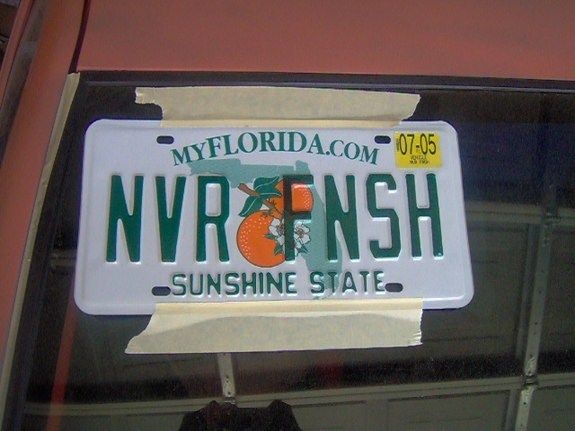 MYFLORIDA.COM
07-05
NVR FNSH
SUNSHINE STATE